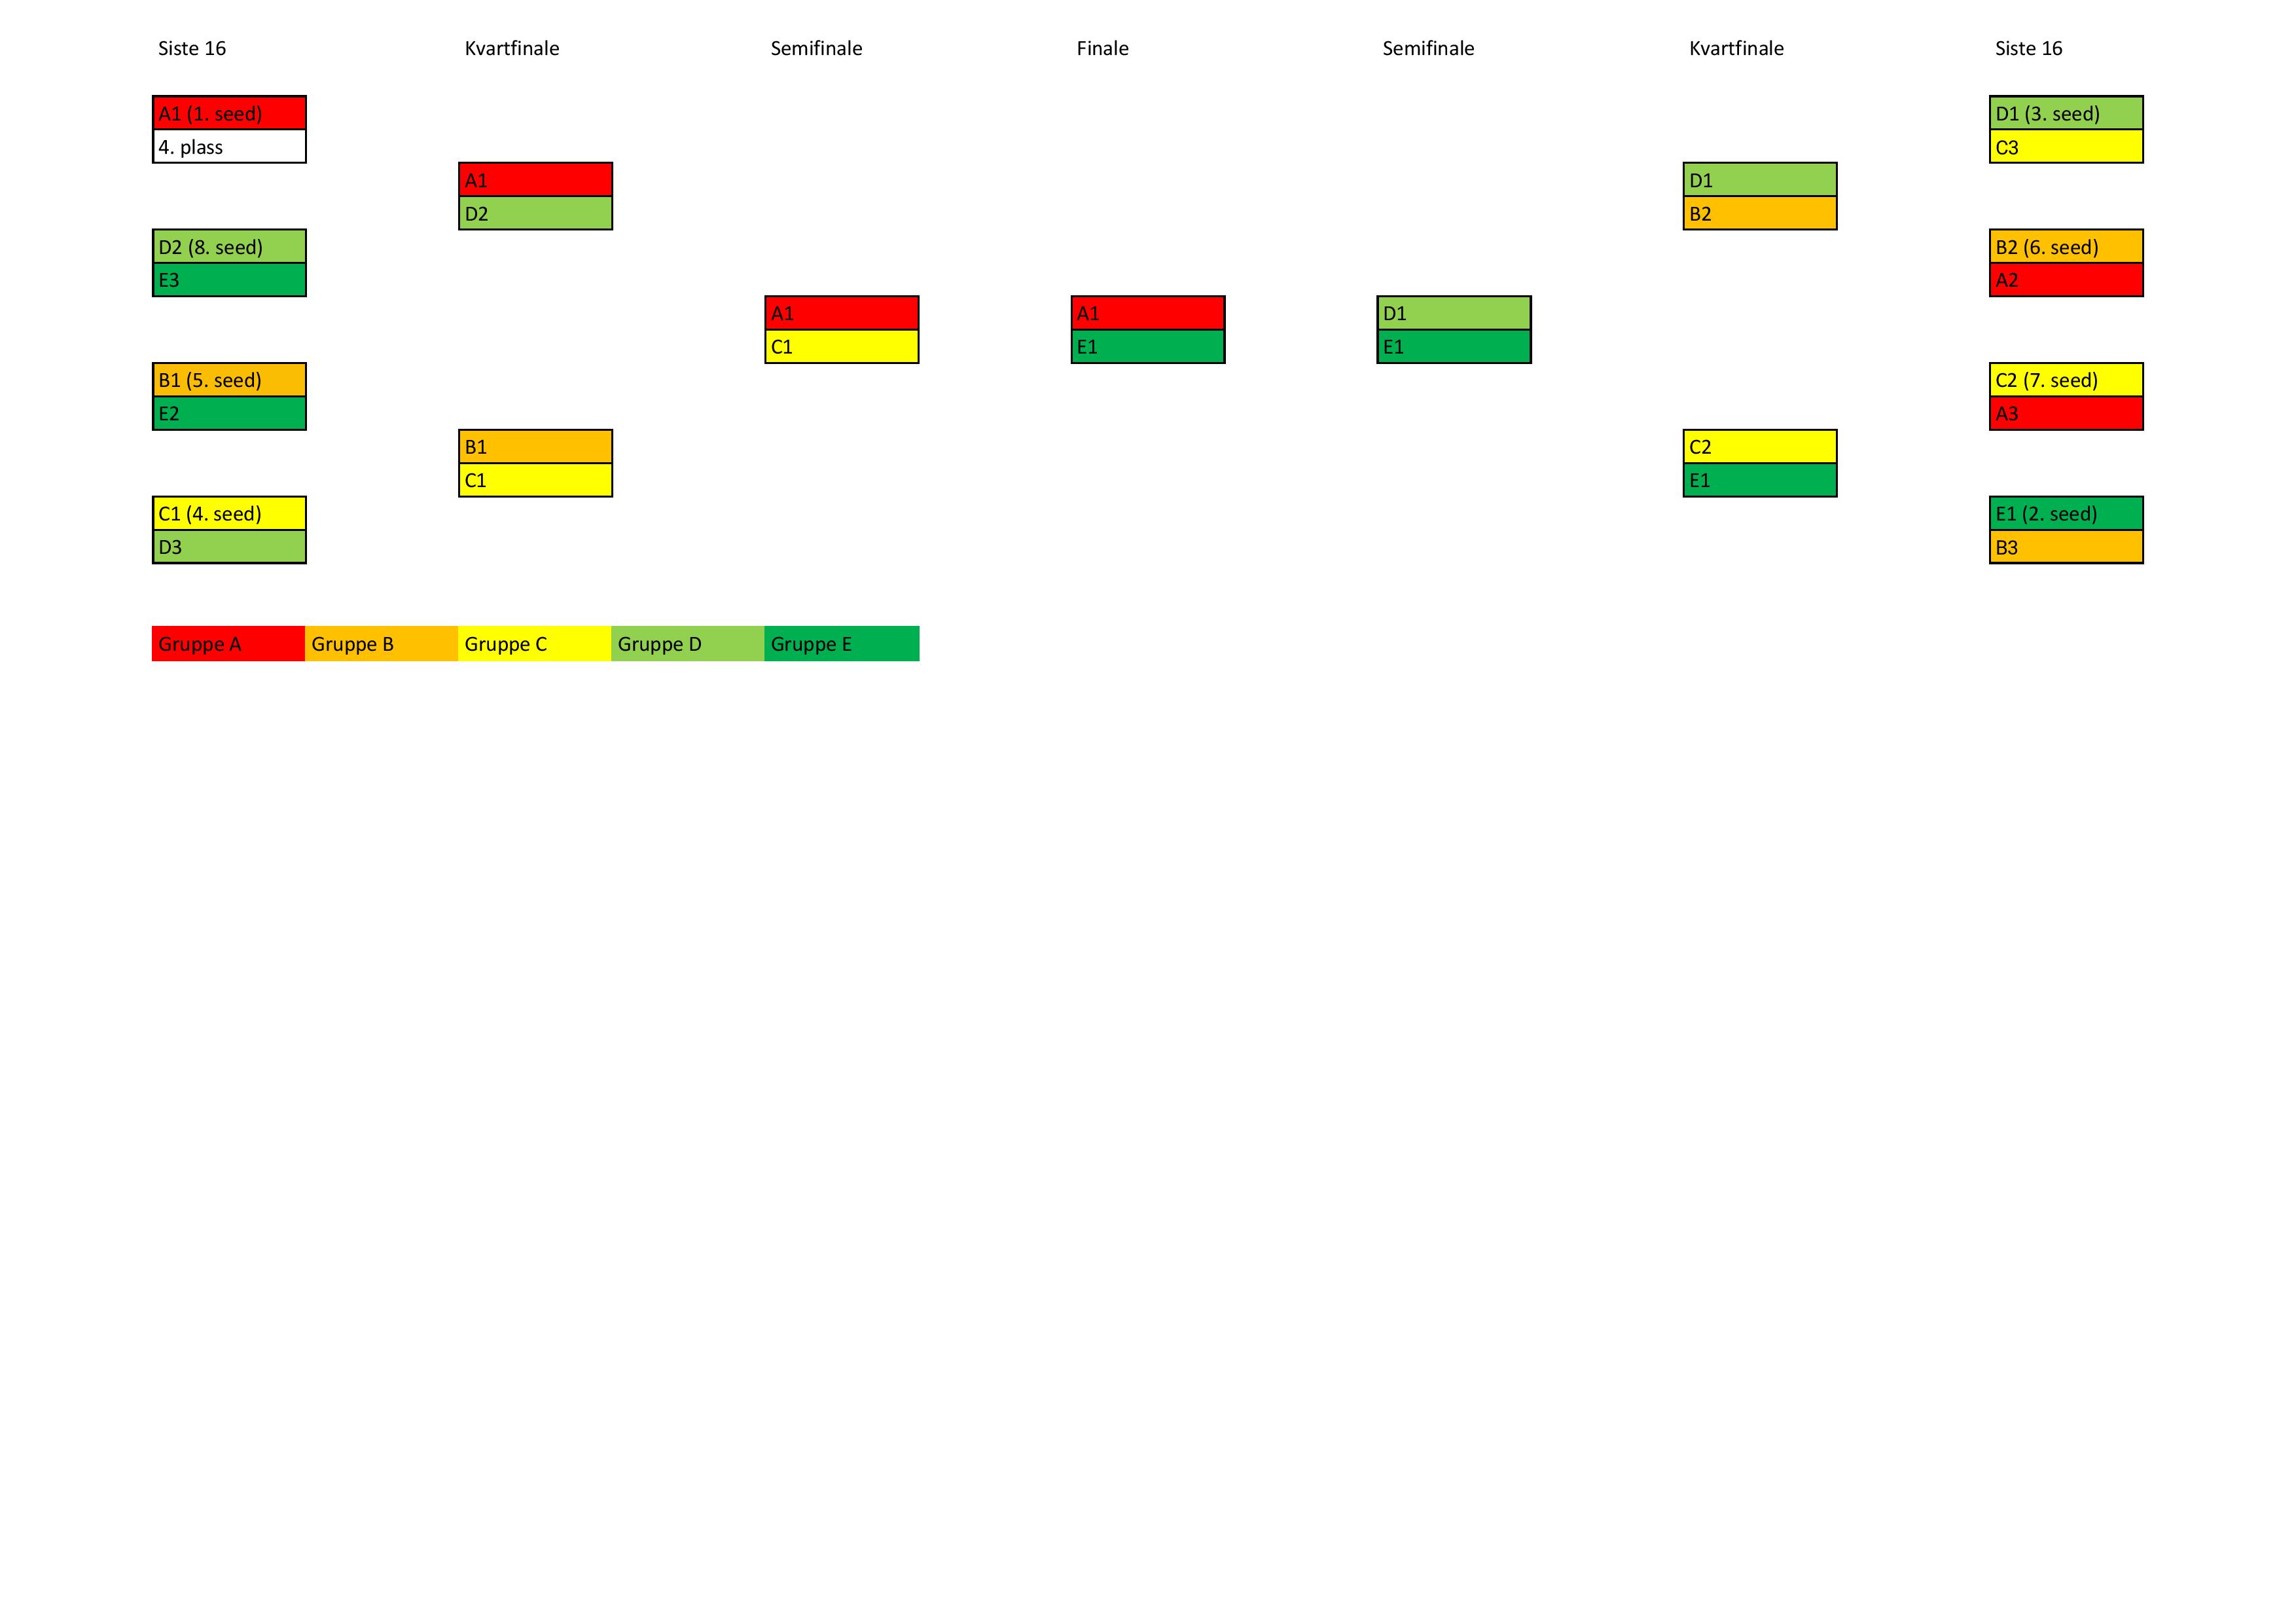 Siste 16 Kvartfinale Semifinale Finale Semifinale Kvartfinale Siste 16
A1 (1. seed) D1 (3. seed)
4. plass C3
A1 D1
D2 B2
D2 (8. seed) B2 (6. seed)
E3 A2
A1 A1 D1
C1 E1 E1
B1 (5. seed) C2 (7. seed)
E2 A3
B1 C2
C1 E1
C1 (4. seed) E1 (2. seed)
D3 B3
Gruppe A Gruppe B Gruppe C Gruppe D Gruppe E